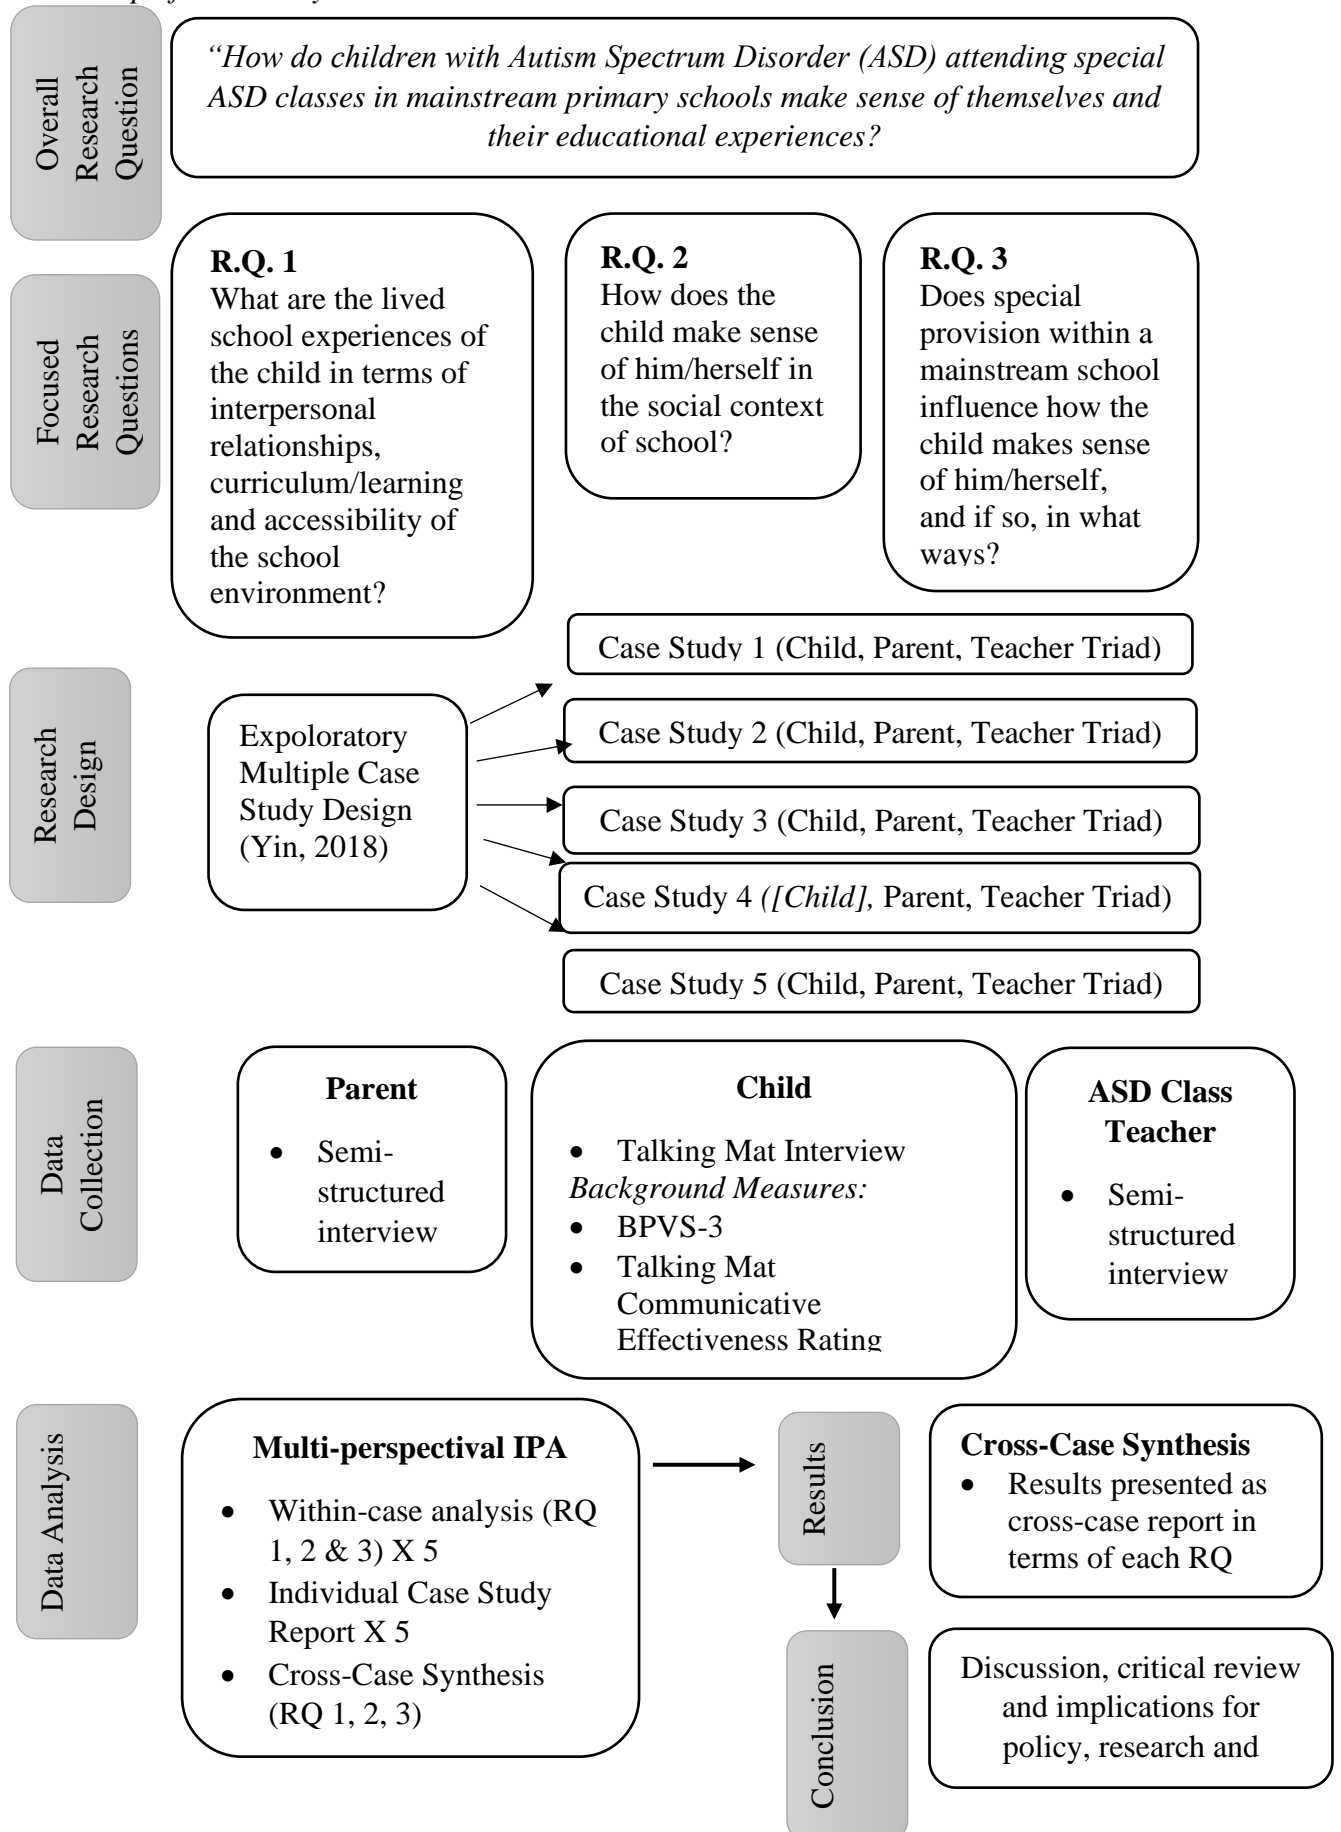 Overall
Research
Question
“How do children with Autism Spectrum Disorder (ASD) attending special
ASD classes in mainstream primary schools make sense of themselves and
their educational experiences?
Focused
Research
Questions
R.Q. 1
What are the lived
school experiences of
the child in terms of
interpersonal
relationships,
curriculum/learning
and accessibility of
the school
environment?
R.Q. 2
How does the
child make sense
of him/herself in
the social context
of school?
R.Q. 3
Does special
provision within a
mainstream school
influence how the
child makes sense
of him/herself,
and if so, in what
ways?
Research
Design
Expoloratory
Multiple Case
Study Design
(Yin, 2018)
Case Study 1 (Child, Parent, Teacher Triad)
Case Study 2 (Child, Parent, Teacher Triad)
Case Study 3 (Child, Parent, Teacher Triad)
Case Study 4 ([Child], Parent, Teacher Triad)
Case Study 5 (Child, Parent, Teacher Triad)
Data
Collection
Parent
• Semi-
structured
interview
Child
• Talking Mat Interview
Background Measures:
• BPVS-3
• Talking Mat
Communicative
Effectiveness Rating
ASD Class
Teacher
• Semi-
structured
interview
Data Analysis
Multi-perspectival IPA
• Within-case analysis (RQ
1, 2 & 3) X 5
• Individual Case Study
Report X 5
• Cross-Case Synthesis
(RQ 1, 2, 3)
Results
Cross-Case Synthesis
• Results presented as
cross-case report in
terms of each RQ
Conclusion
Discussion, critical review
and implications for
policy, research and